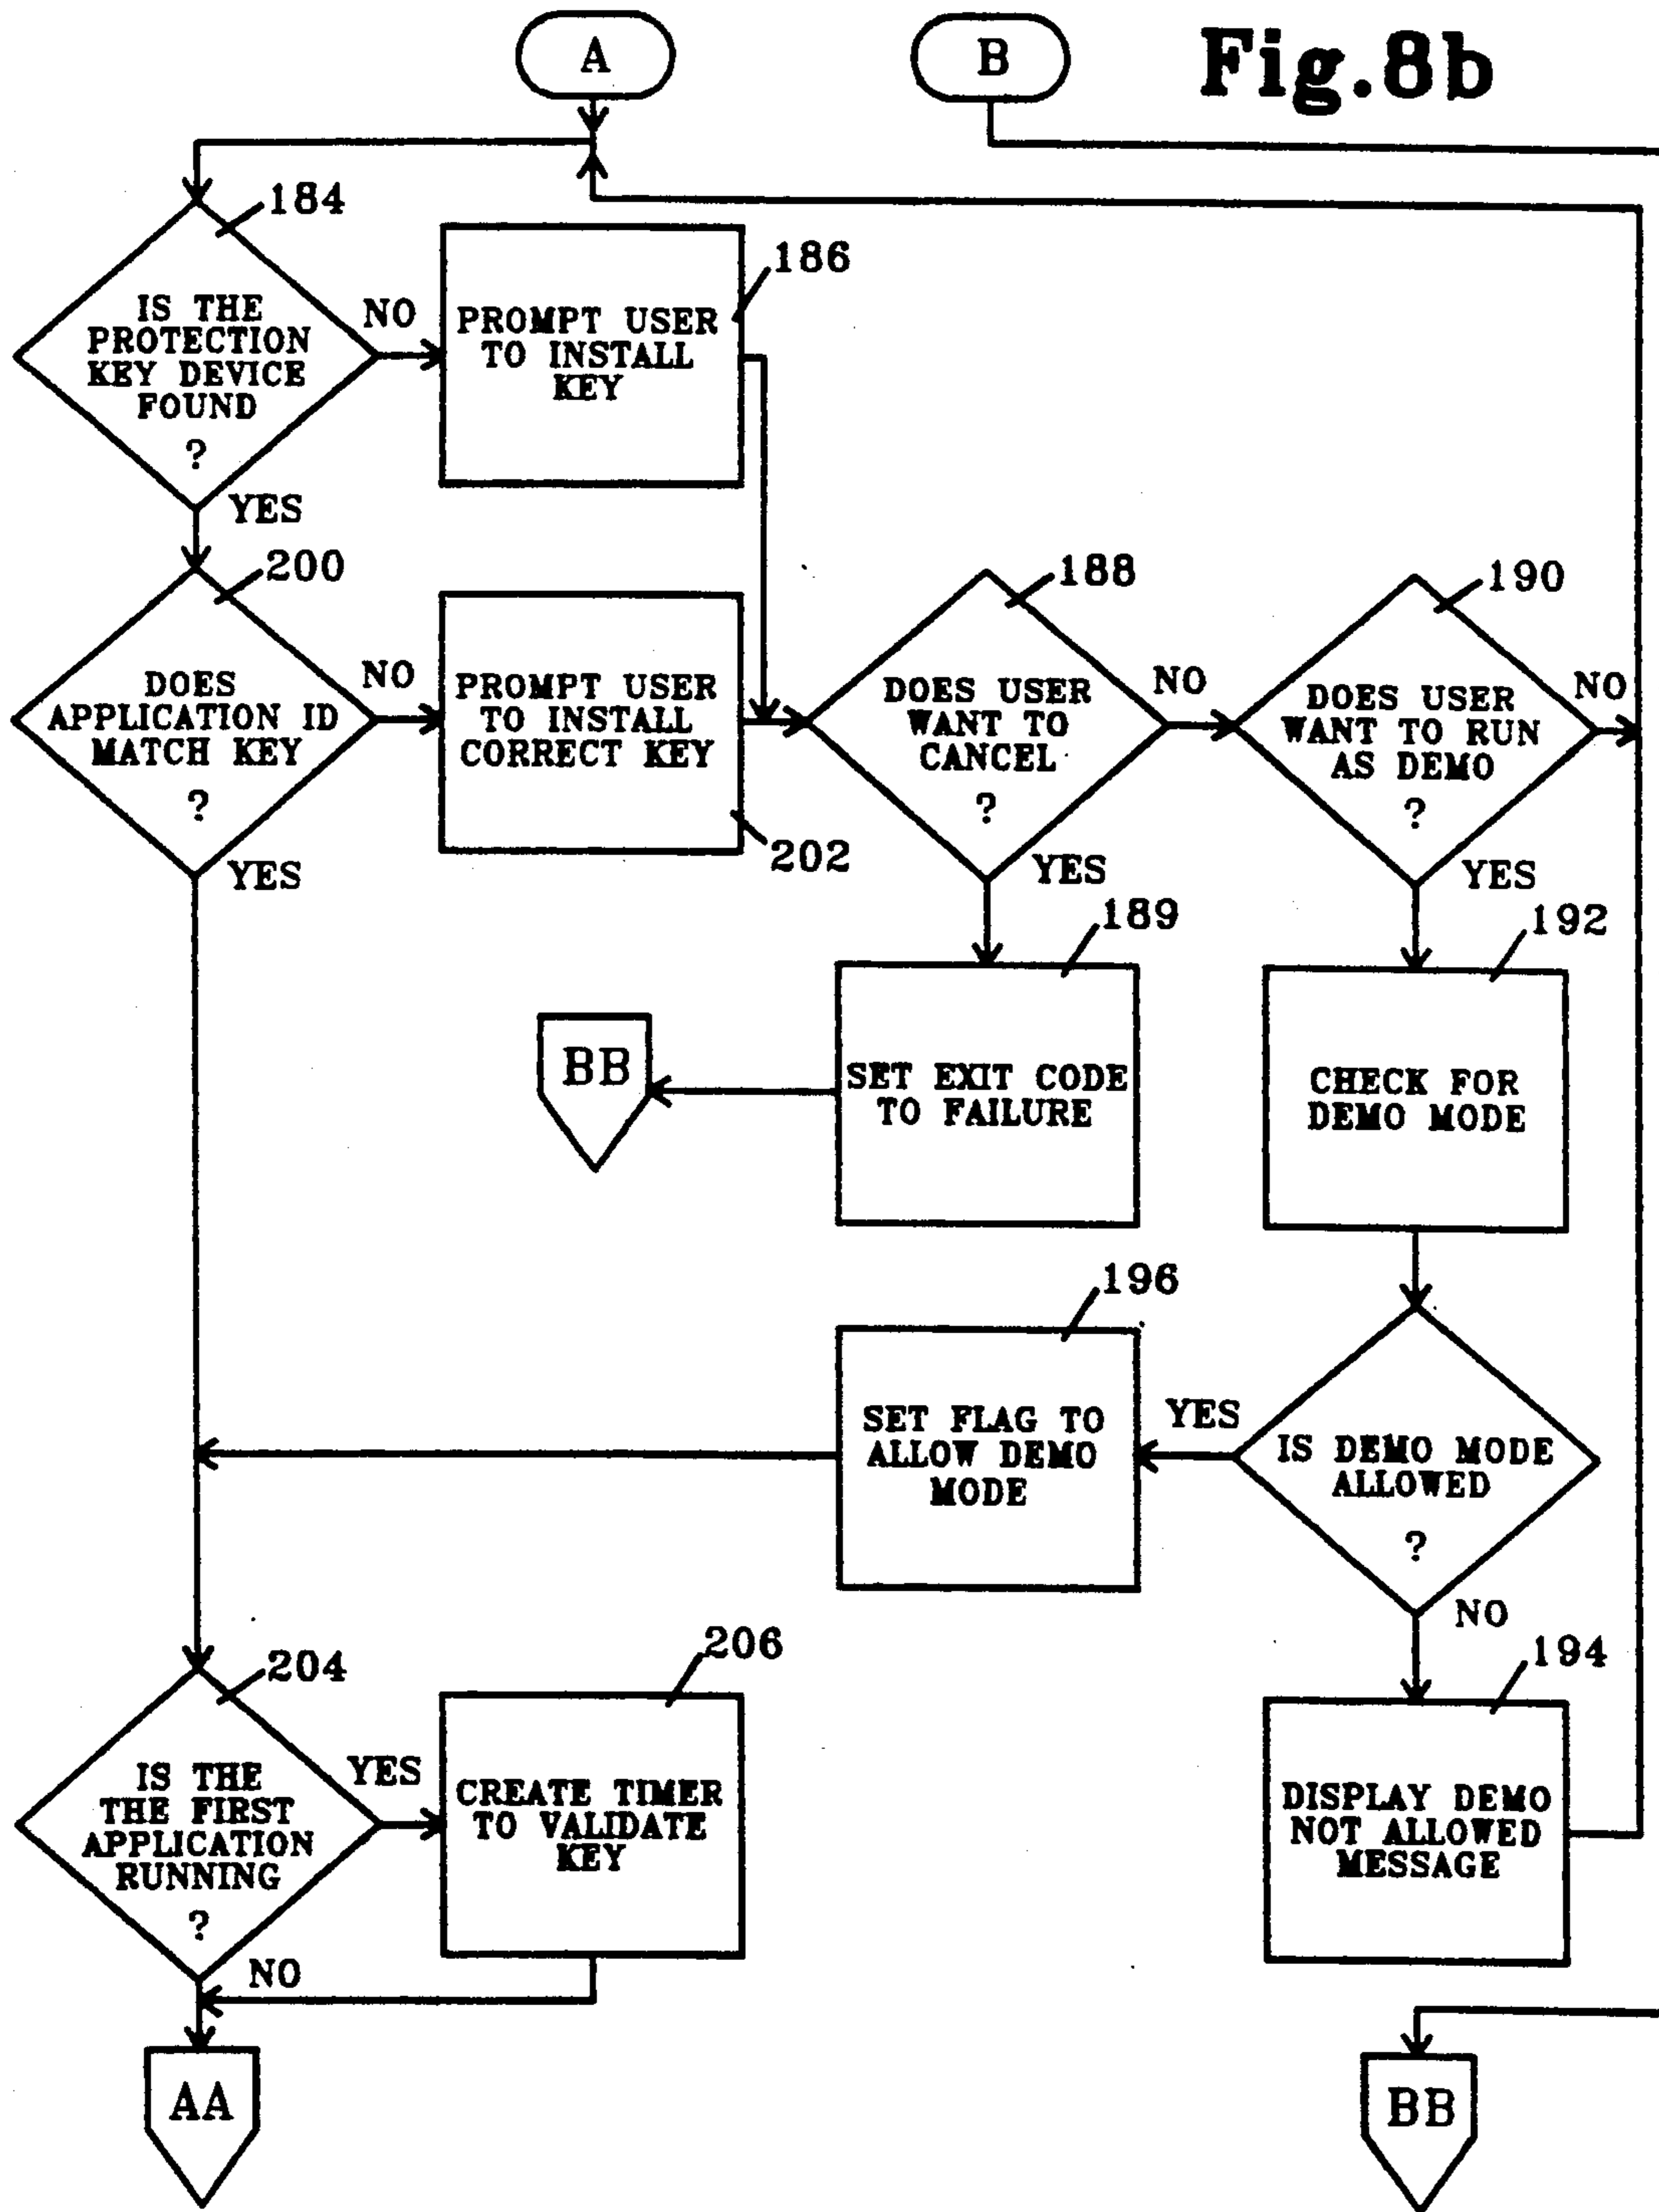 A
B
Fig.8b
184
IS THE
PROTECTION
KEY DEVICE
FOUND
?
NO
YES
PROMPT USER
TO INSTALL
KEY
186
200
DOES
APPLICATION ID
MATCH KEY
?
NO
YES
PROMPT USER
TO INSTALL
CORRECT KEY
202
188
DOES USER
WANT TO
CANCEL
?
NO
YES
190
DOES USER
WANT TO RUN
AS DEMO
?
NO
YES
189
SET EXIT CODE
TO FAILURE
BB
192
CHECK FOR
DEMO MODE
196
SET FLAG TO
ALLOW DEMO
MODE
YES
IS DEMO MODE
ALLOWED
?
NO
204
IS THE
THE FIRST
APPLICATION
RUNNING
?
YES
NO
206
CREATE TIMER
TO VALIDATE
KEY
194
DISPLAY DEMO
NOT ALLOWED
MESSAGE
AA
BB